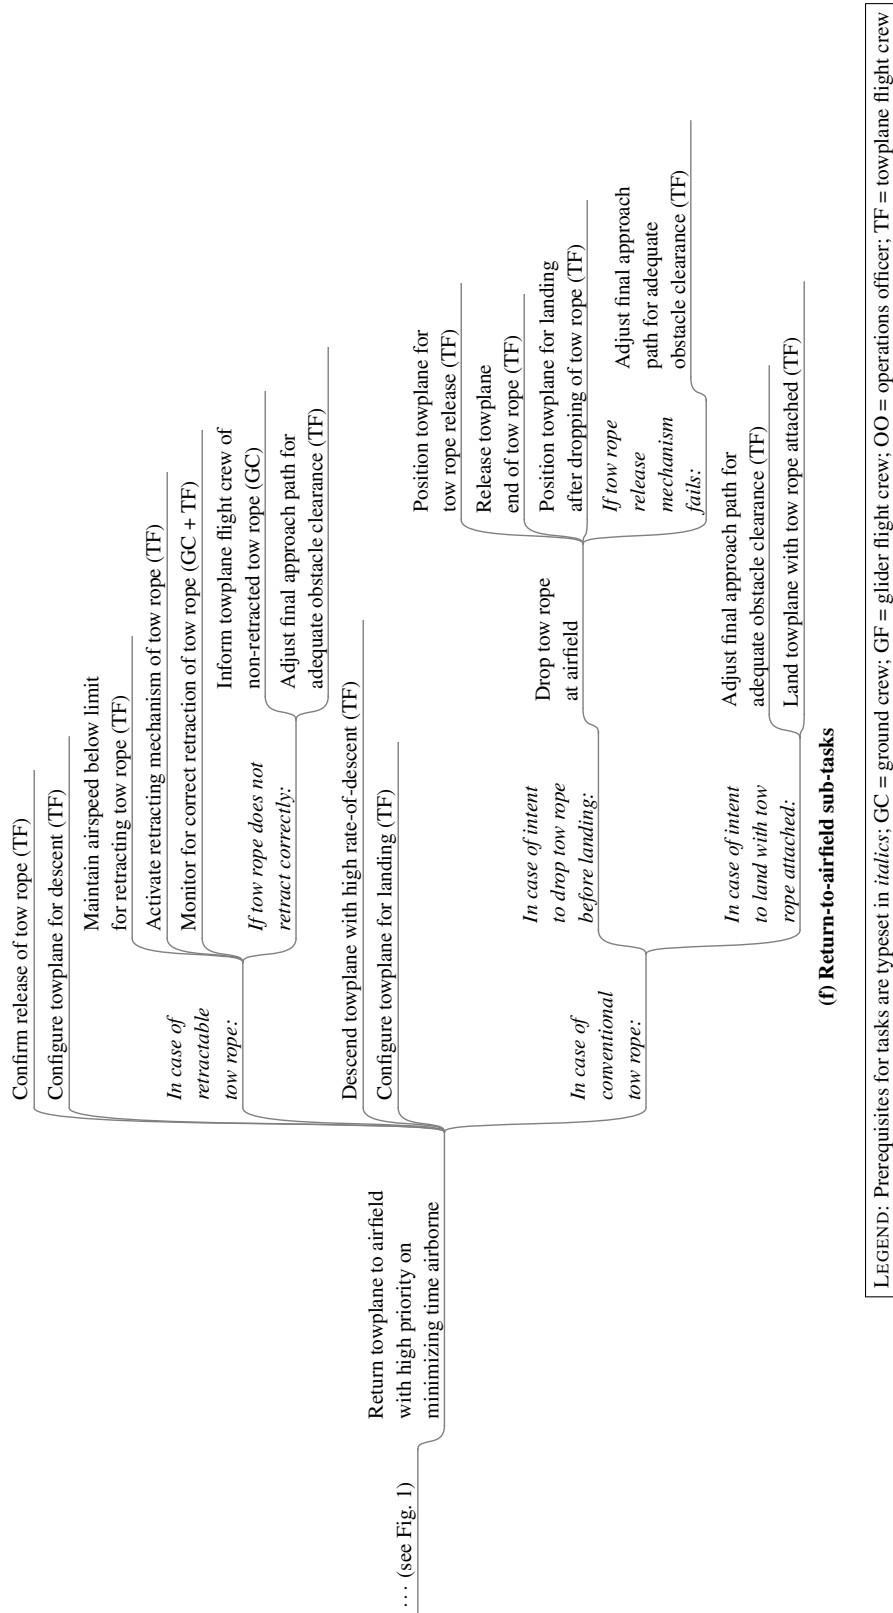 · · · (see Fig. 1)
Return towplane to airfield
with high priority on
minimizing time airborne
Confirm release of tow rope (TF)
Configure towplane for descent (TF)
In case of
retractable
tow rope:
Maintain airspeed below limit
for retracting tow rope (TF)
Activate retracting mechanism of tow rope (TF)
Monitor for correct retraction of tow rope (GC + TF)
If tow rope does not
retract correctly:
Inform towplane flight crew of
non-retracted tow rope (GC)
Adjust final approach path for
adequate obstacle clearance (TF)
Descend towplane with high rate-of-descent (TF)
Configure towplane for landing (TF)
In case of
conventional
tow rope:
In case of intent
to drop tow rope
before landing:
Drop tow rope
at airfield
Position towplane for
tow rope release (TF)
Release towplane
end of tow rope (TF)
Position towplane for landing
after dropping of tow rope (TF)
If tow rope
release
mechanism
fails:
Adjust final approach
path for adequate
obstacle clearance (TF)
In case of intent
to land with tow
rope attached:
Adjust final approach path for
adequate obstacle clearance (TF)
Land towplane with tow rope attached (TF)
(f) Return-to-airfield sub-tasks
LEGEND: Prerequisites for tasks are typeset in italics; GC = ground crew; GF = glider flight crew; OO = operations officer; TF = towplane flight crew